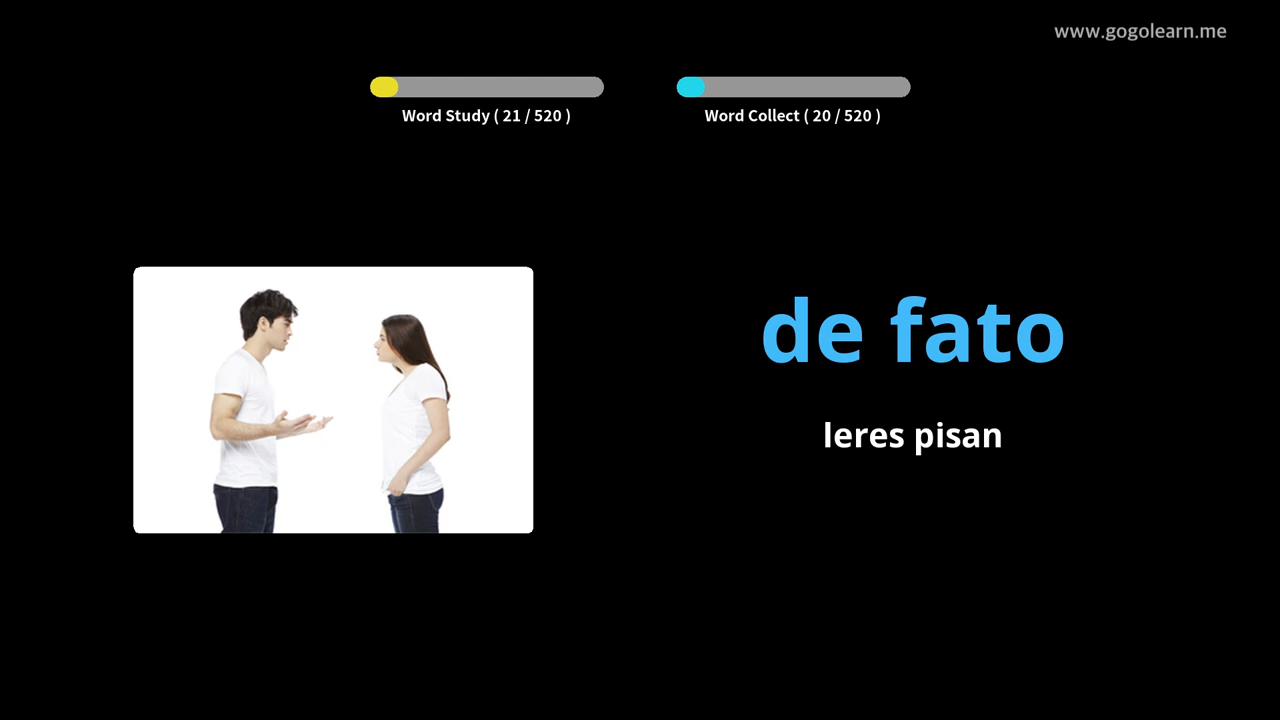 www.gogolearn.me
Word Study ( 21 / 520 )
Word Collect ( 20 / 520 )
de fato
leres pisan